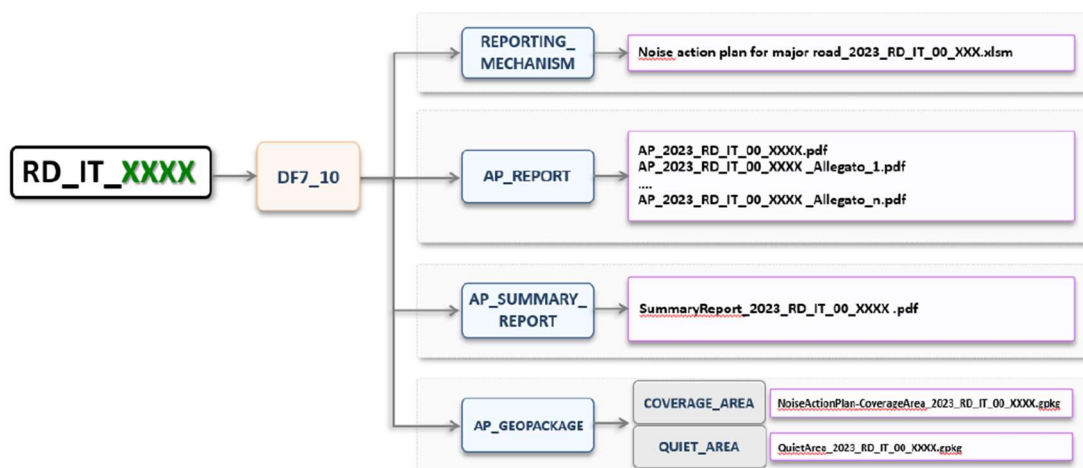 RD_IT_XXXX
DF7_10
REPORTING_
MECHANISM
Noise action plan for major road_2023_RD_IT_00_XXX.xlsm
AP_REPORT
AP_2023_RD_IT_00_XXXX.pdf
AP_2023_RD_IT_00_XXXX _Allegato_1.pdf
....
AP_2023_RD_IT_00_XXXX _Allegato_n.pdf
AP_SUMMARY_
REPORT
SummaryReport_2023_RD_IT_00_XXXX .pdf
AP_GEOPACKAGE
COVERAGE_AREA
NoiseActionPlan-CoverageArea_2023_RD_IT_00_XXXX.gpkg
QUIET_AREA
QuietArea_2023_RD_IT_00_XXXX.gpkg